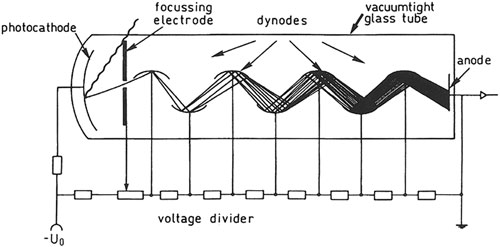 photocathode
focussing
electrode
dynodes
vacuumtight
glass tube
anode
voltage divider
-U₀